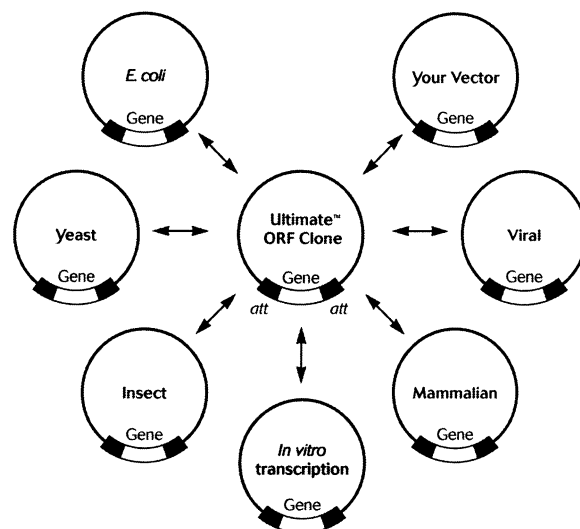 E. coli
Gene
Your Vector
Gene
Ultimate™
ORF Clone
Gene
att
att
Yeast
Gene
Viral
Gene
Insect
Gene
In vitro
transcription
Gene
Mammalian
Gene